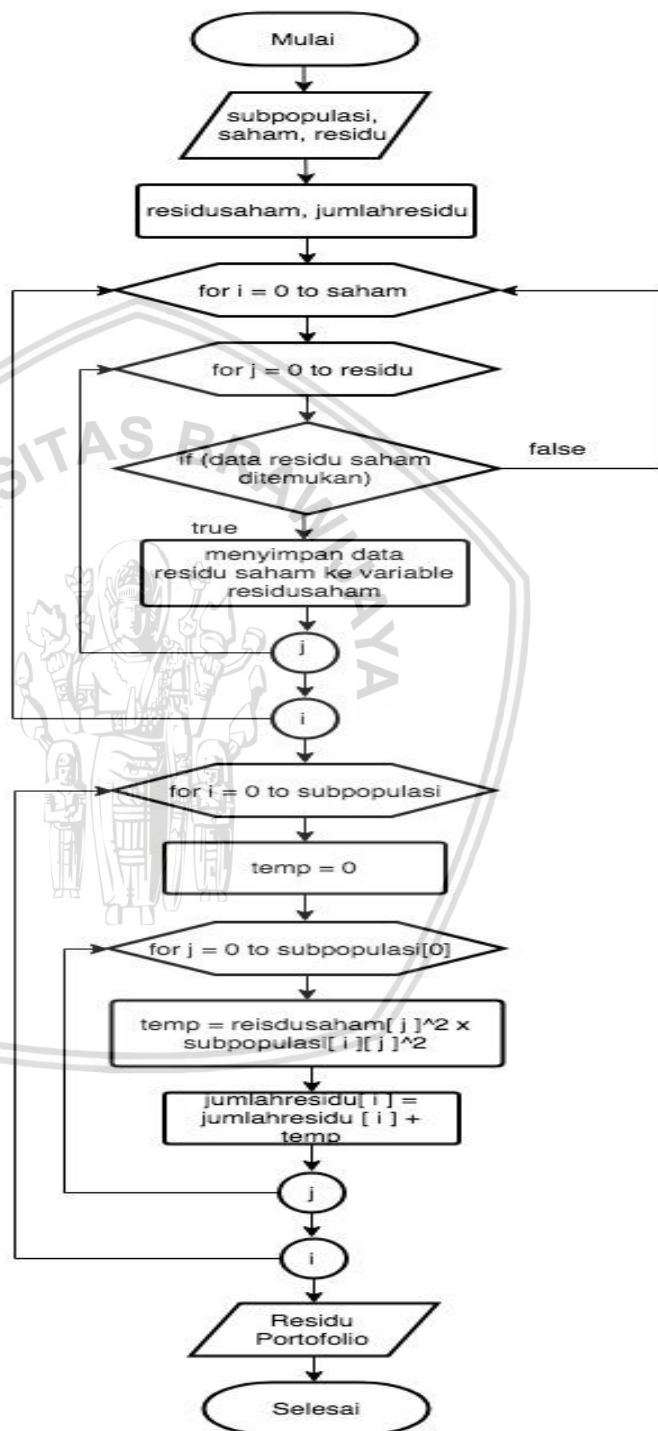 Mulai
subpopulasi,
saham, residu
residusaham, jumlahresidu
for i = 0 to saham
for j = 0 to residu
if (data residu saham
ditemukan)
false
true
menyimpan data
residu saham ke variable
residusaham
j
i
for i = 0 to subpopulasi
temp = 0
for j = 0 to subpopulasi[0]
temp = reisdusaham[ j ]^2 x
subpopulasi[ i ][ j ]^2
jumlahresidu[ i ] =
jumlahresidu [ i ] +
temp
j
i
Residu
Portofolio
Selesai
SITAS BRAWIJAYA